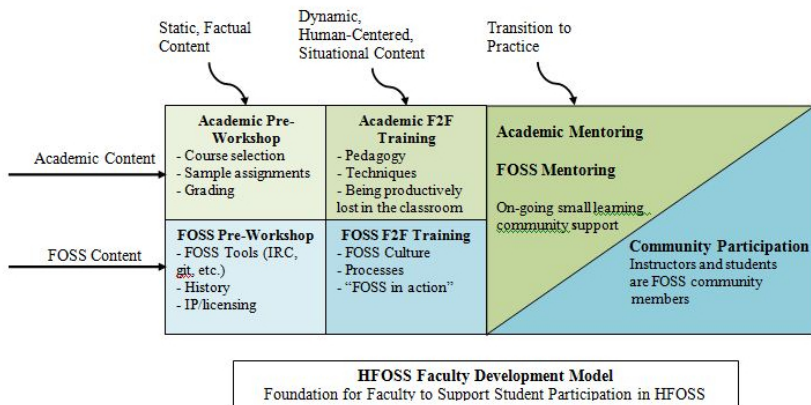 Static, Factual
Content
Dynamic,
Human-Centered,
Situational Content
Transition to
Practice
Academic Content
Academic Pre-
Workshop
- Course selection
- Sample assignments
- Grading
Academic F2F
Training
- Pedagogy
- Techniques
- Being productively
lost in the classroom
Academic Mentoring
FOSS Mentoring
On-going small learning
community support
FOSS Content
FOSS Pre-Workshop
- FOSS Tools (IRC,
git, etc.)
- History
- IP/licensing
FOSS F2F Training
- FOSS Culture
- Processes
- “FOSS in action”
Community Participation
Instructors and students
are FOSS community
members
HFOSS Faculty Development Model
Foundation for Faculty to Support Student Participation in HFOSS